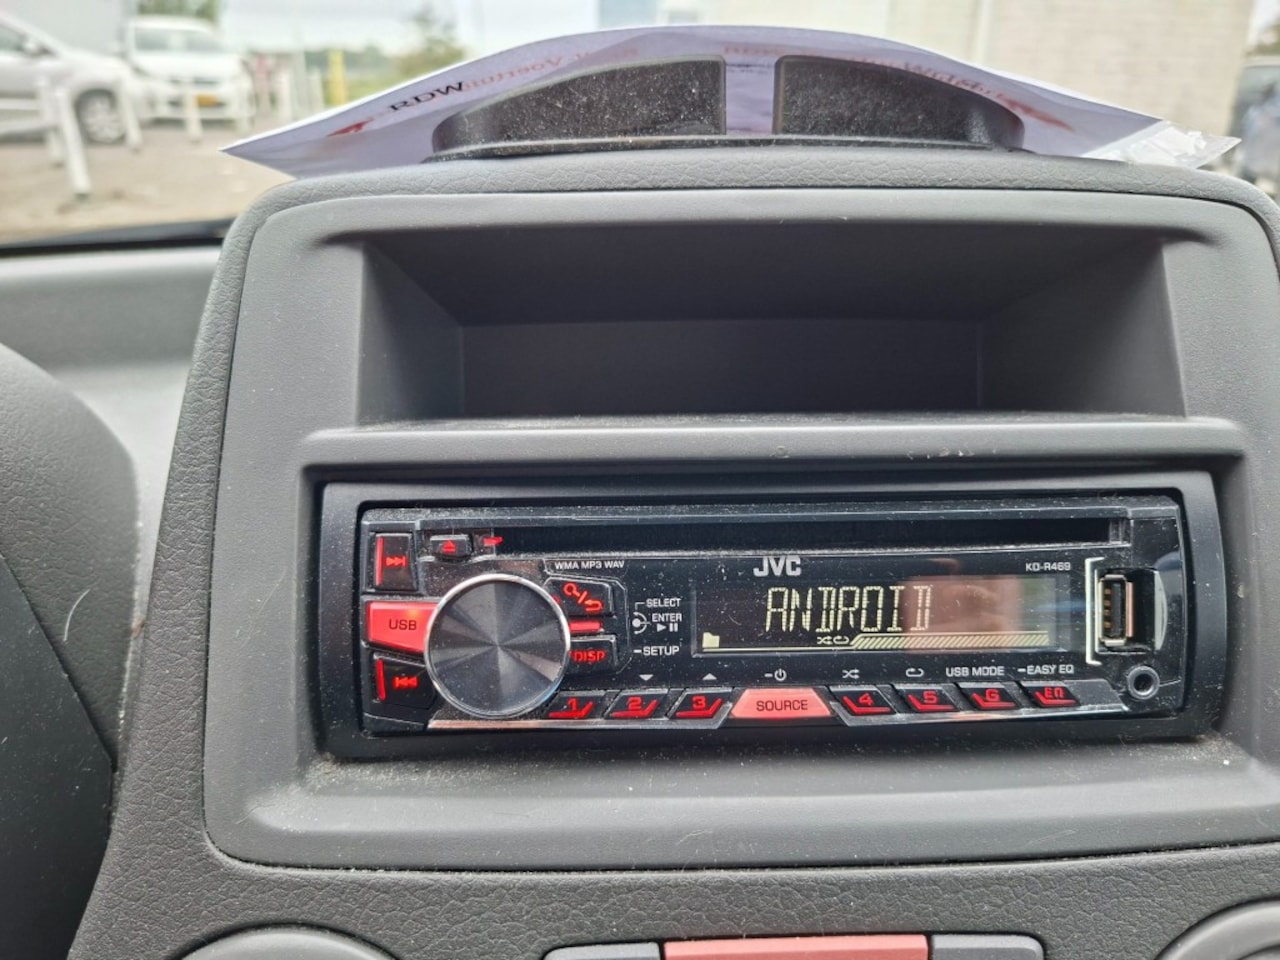 RDW
WMA MP3 WAV
JVC
KD-R469
USB
SELECT
ENTER
SETUP
DISP
ANDROID
USB MODE
EASY EQ
1
2
3
SOURCE
4
5
6
EQ